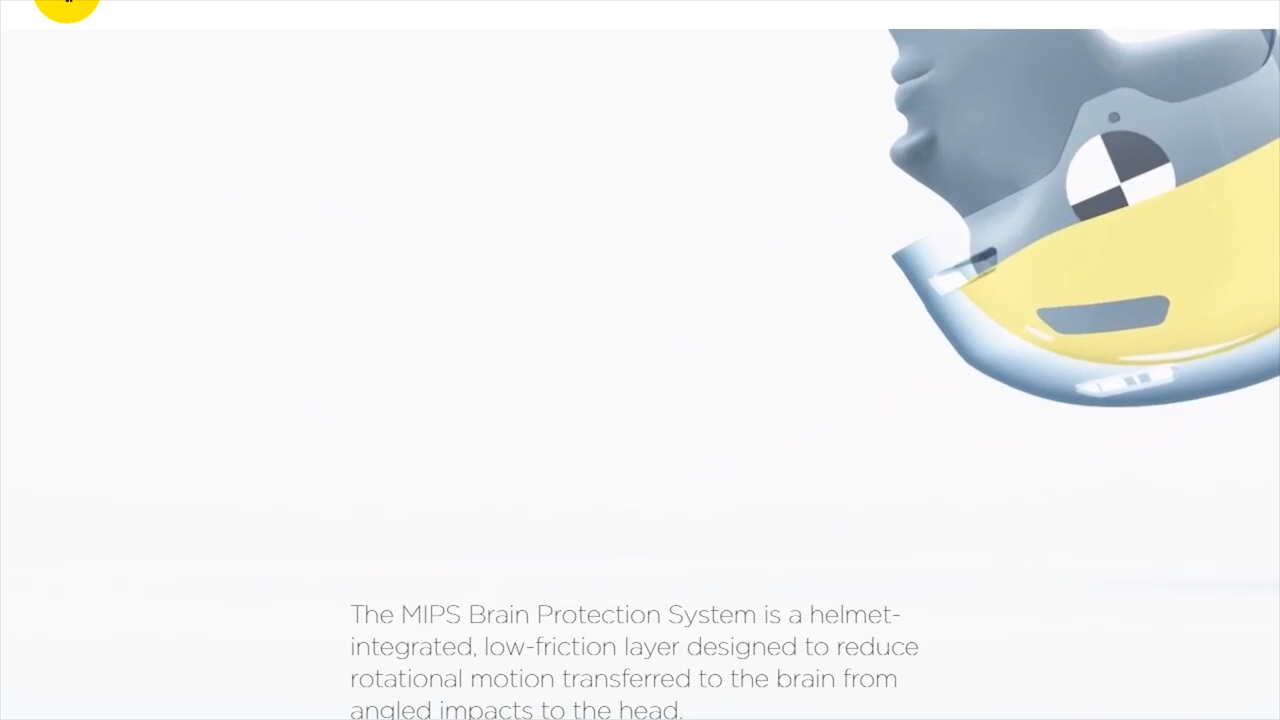 The MIPS Brain Protection System is a helmet-
integrated, low-friction layer designed to reduce
rotational motion transferred to the brain from
angled impacts to the head.